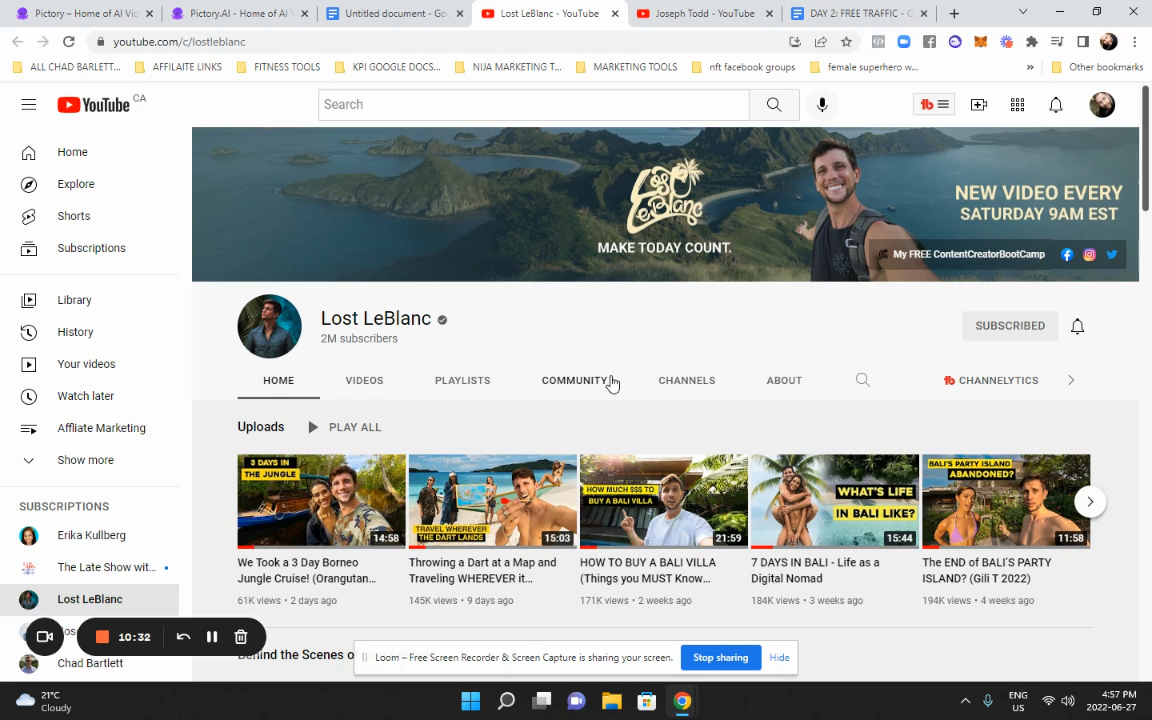 Pictory – Home of AI Vic
Pictory.AI - Home of AI V
Untitled document - Go
Lost LeBlanc - YouTube
Joseph Todd - YouTube
DAY 2: FREE TRAFFIC - G
youtube.com/c/lostleblanc
ALL CHAD BARLETT...
AFFILAITE LINKS
FITNESS TOOLS
KPI GOOGLE DOCS...
NIJA MARKETING T...
MARKETING TOOLS
nft facebook groups
female superhero w...
»
Other bookmarks
YouTube CA
Search
tb
Home
Explore
Shorts
Subscriptions
Library
History
Your videos
Watch later
Affliate Marketing
Show more
SUBSCRIPTIONS
Erika Kullberg
The Late Show wit...
Lost LeBlanc
Chad Bartlett
Lost LeBlanc
MAKE TODAY COUNT.
NEW VIDEO EVERY
SATURDAY 9AM EST
My FREE ContentCreatorBootCamp
Lost LeBlanc
2M subscribers
SUBSCRIBED
HOME
VIDEOS
PLAYLISTS
COMMUNITY
CHANNELS
ABOUT
tb CHANNELYTICS
Uploads
PLAY ALL
3 DAYS IN
THE JUNGLE
14:58
TRAVEL WHEREVER
THE DART LANDS
15:03
HOW MUCH $$$ TO
BUY A BALI VILLA
21:59
WHAT'S LIFE
IN BALI LIKE?
15:44
BALI'S PARTY ISLAND
ABANDONED?
11:58
We Took a 3 Day Borneo
Jungle Cruise! (Orangutan...
61K views • 2 days ago
Throwing a Dart at a Map and
Traveling WHEREVER it...
145K views • 9 days ago
HOW TO BUY A BALI VILLA
(Things you MUST Know...
171K views • 2 weeks ago
7 DAYS IN BALI - Life as a
Digital Nomad
184K views • 3 weeks ago
The END of BALI'S PARTY
ISLAND? (Gili T 2022)
194K views • 4 weeks ago
Behind the Scenes o
10:32
Loom – Free Screen Recorder & Screen Capture is sharing your screen.
Stop sharing
Hide
21°C
Cloudy
ENG
US
4:57 PM
2022-06-27